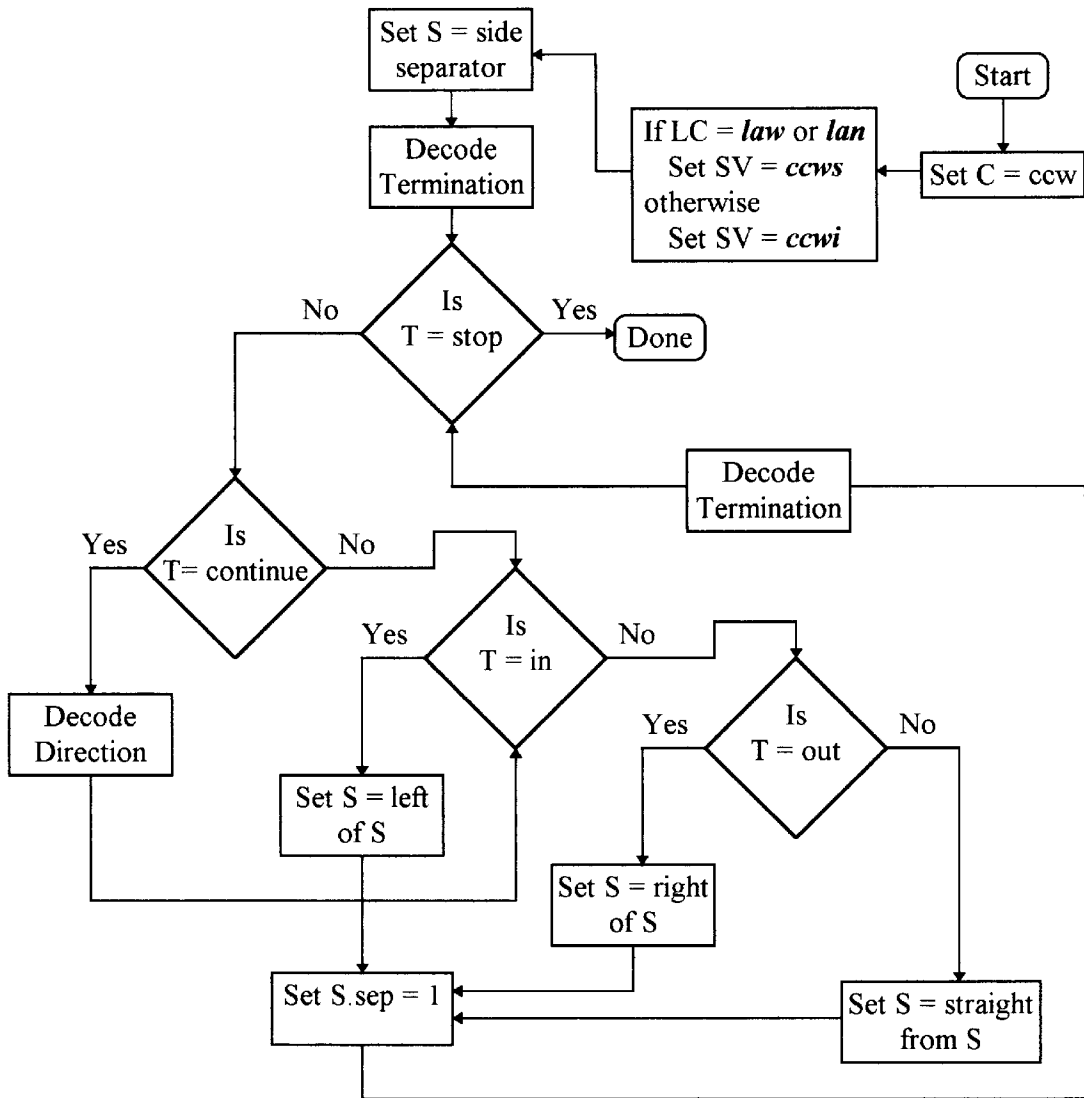 Set S = side
separator
Start
If LC = law or lan
Set SV = ccws
otherwise
Set SV = ccwi
Set C = ccw
Decode
Termination
Is
T = stop
No
Yes
Done
Decode
Termination
Is
T= continue
Yes
No
Is
T = in
Yes
No
Is
T = out
Yes
No
Decode
Direction
Set S = left
of S
Set S = right
of S
Set S.sep = 1
Set S = straight
from S